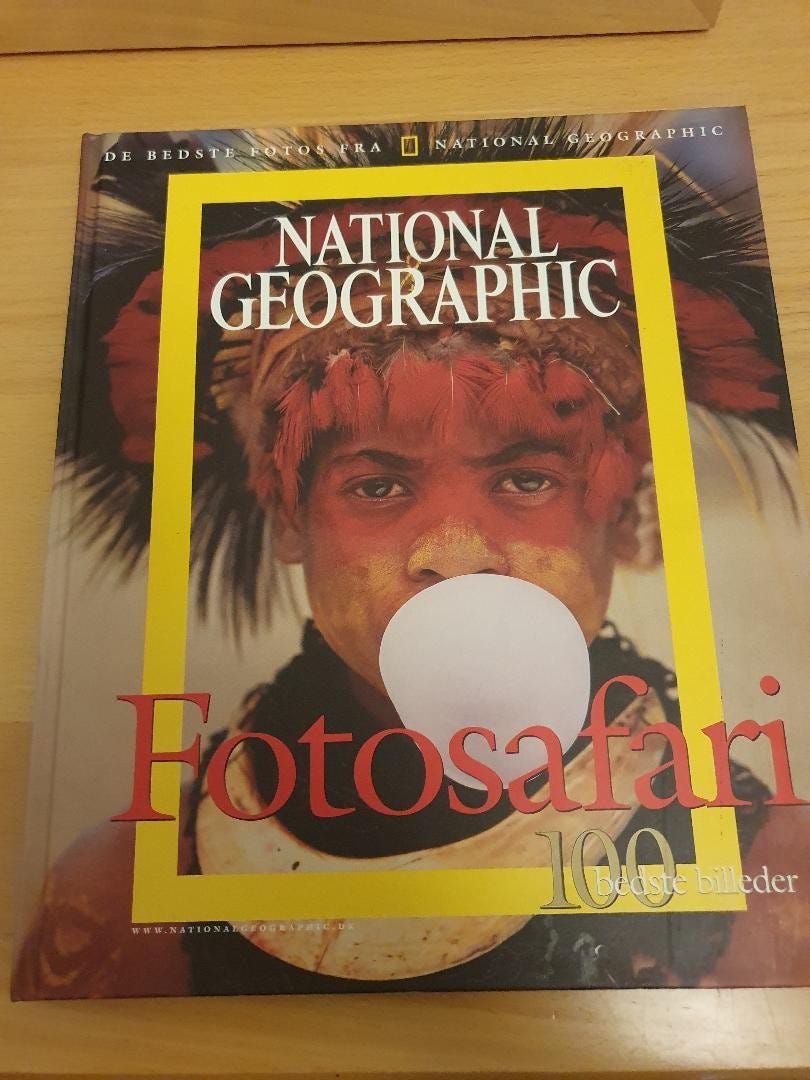 DE BEDSTE FOTOS FRA NATIONAL GEOGRAPHIC
NATIONAL
GEOGRAPHIC
Fotosafari
100
bedste billeder
WWW.NATIONALGEOGRAPHIC.DK